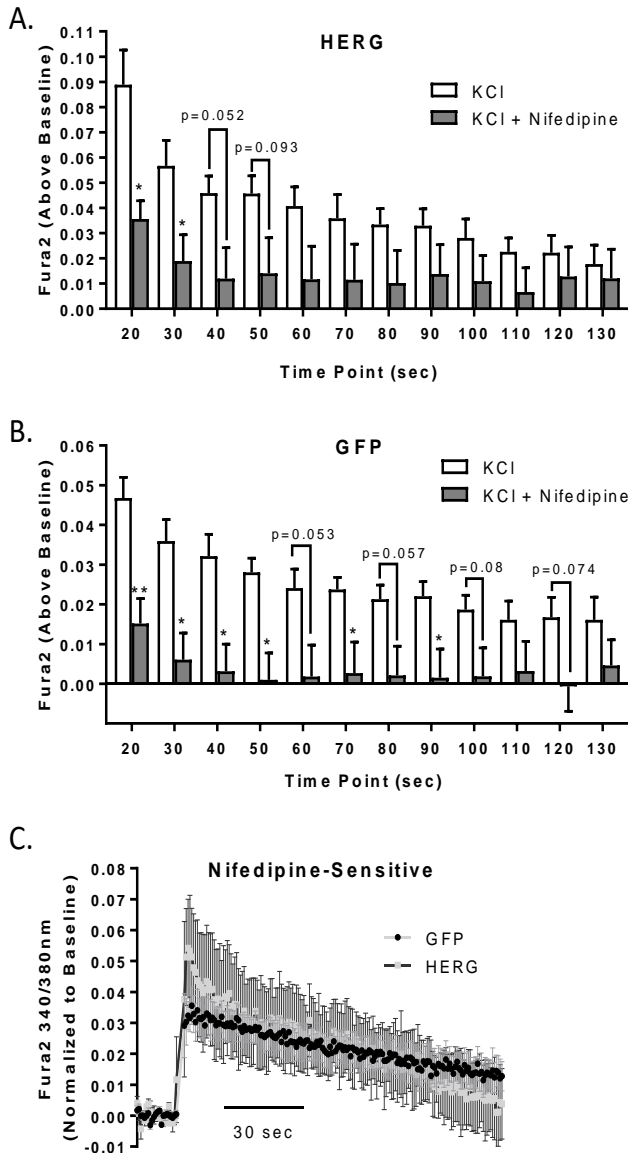 A.
HERG
0.11
0.10
0.09
0.08
0.07
0.06
0.05
0.04
0.03
0.02
0.01
0.00
Fura2 (Above Baseline)
KCl
KCl + Nifedipine
p=0.052
p=0.093
*
*
20 30 40 50 60 70 80 90 100 110 120 130
Time Point (sec)
B.
GFP
0.06
0.05
0.04
0.03
0.02
0.01
0.00
Fura2 (Above Baseline)
KCl
KCl + Nifedipine
p=0.053
p=0.057
p=0.08
p=0.074
**
*
*
*
*
*
20 30 40 50 60 70 80 90 100 110 120 130
Time Point (sec)
C.
Nifedipine-Sensitive
0.08
0.07
0.06
0.05
0.04
0.03
0.02
0.01
0.00
-0.01
Fura2 340/380nm
(Normalized to Baseline)
GFP
HERG
30 sec